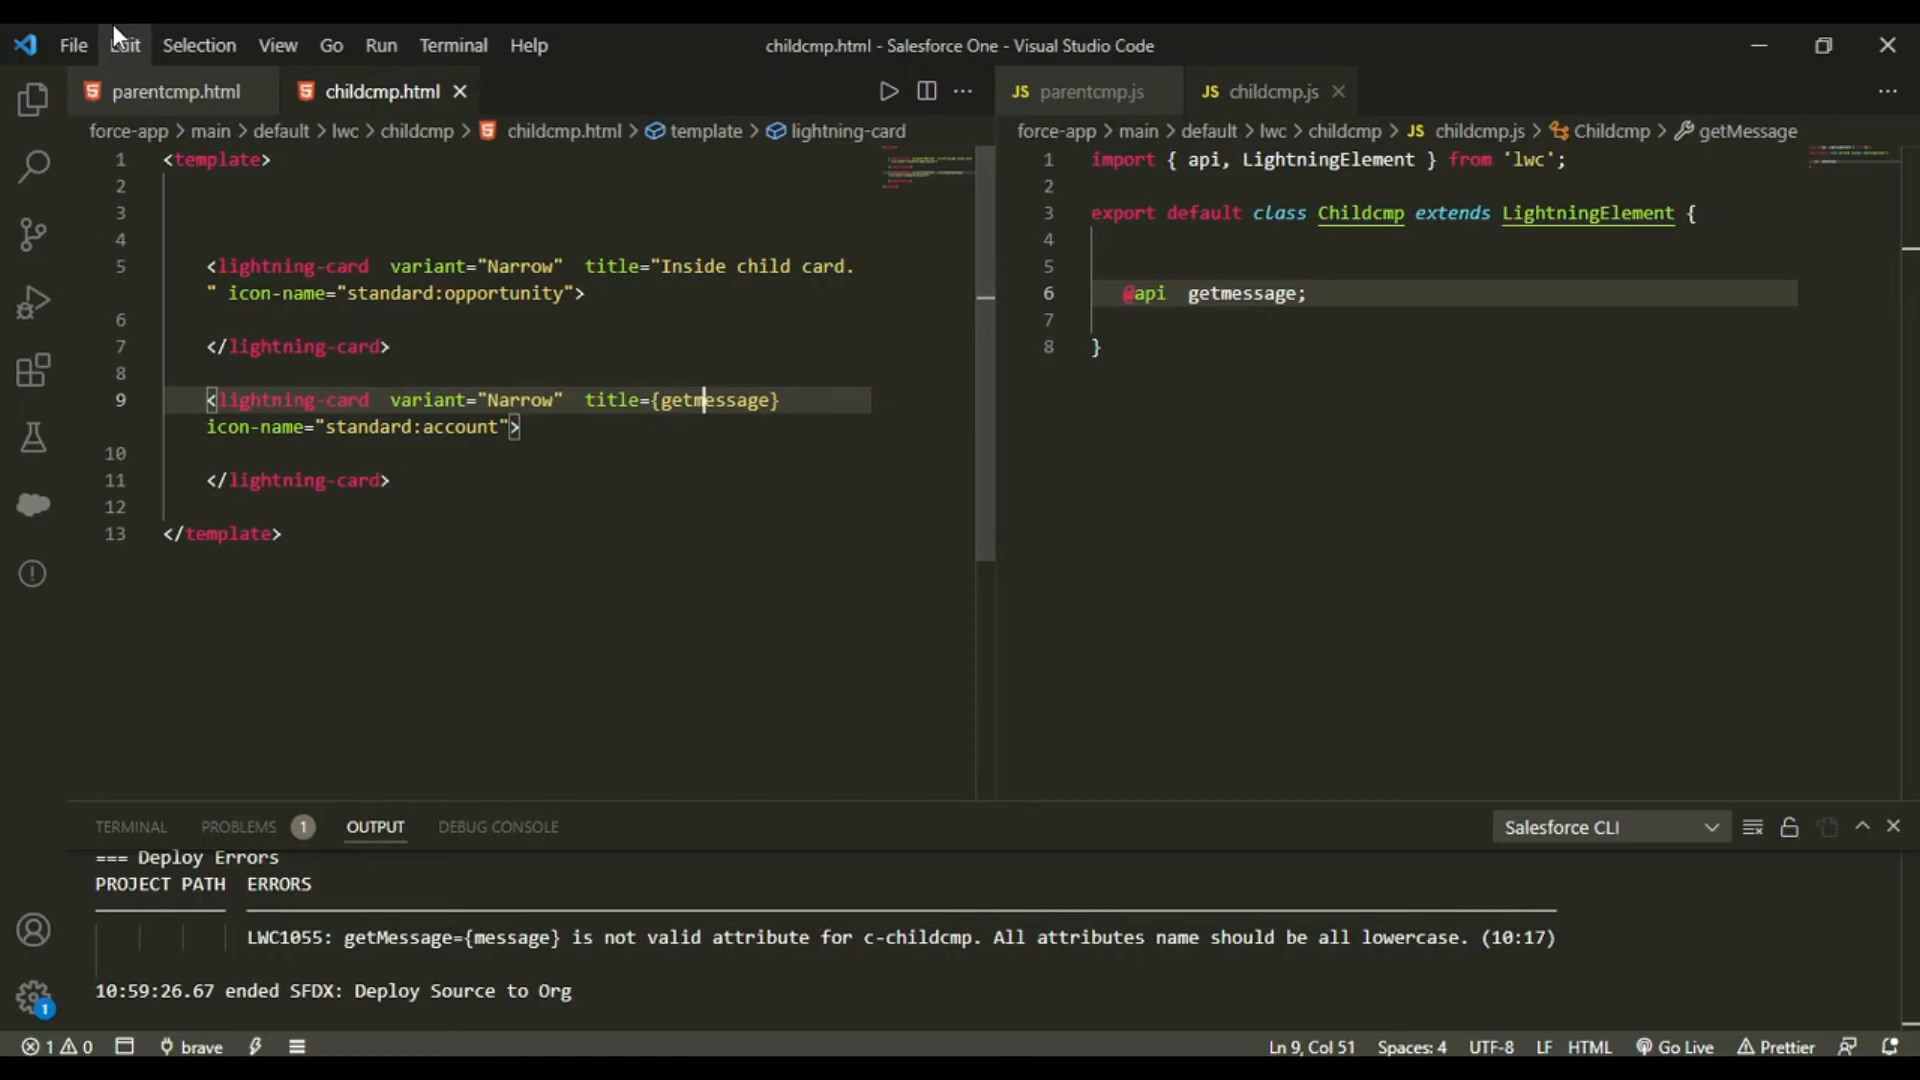 File Edit Selection View Go Run Terminal Help
childcmp.html - Salesforce One - Visual Studio Code
parentcmp.html childcmp.html
JS parentcmp.js JS childcmp.js
force-app > main > default > lwc > childcmp > childcmp.html > template > lightning-card
force-app > main > default > lwc > childcmp > JS childcmp.js > Childcmp > getMessage
1 <template>
2
3
4
5 <lightning-card variant="Narrow" title="Inside child card.
" icon-name="standard:opportunity">
6
7 </lightning-card>
8
9 <lightning-card variant="Narrow" title={getmessage}
icon-name="standard:account">
10
11 </lightning-card>
12
13 </template>
1 import { api, LightningElement } from 'lwc';
2
3 export default class Childcmp extends LightningElement {
4
5
6 @api getmessage;
7
8 }
TERMINAL PROBLEMS 1 OUTPUT DEBUG CONSOLE
Salesforce CLI
=== Deploy Errors
PROJECT PATH ERRORS
LWC1055: getMessage={message} is not valid attribute for c-childcmp. All attributes name should be all lowercase. (10:17)
10:59:26.67 ended SFDX: Deploy Source to Org
1
1 0 brave
Ln 9, Col 51 Spaces: 4 UTF-8 LF HTML Go Live Prettier